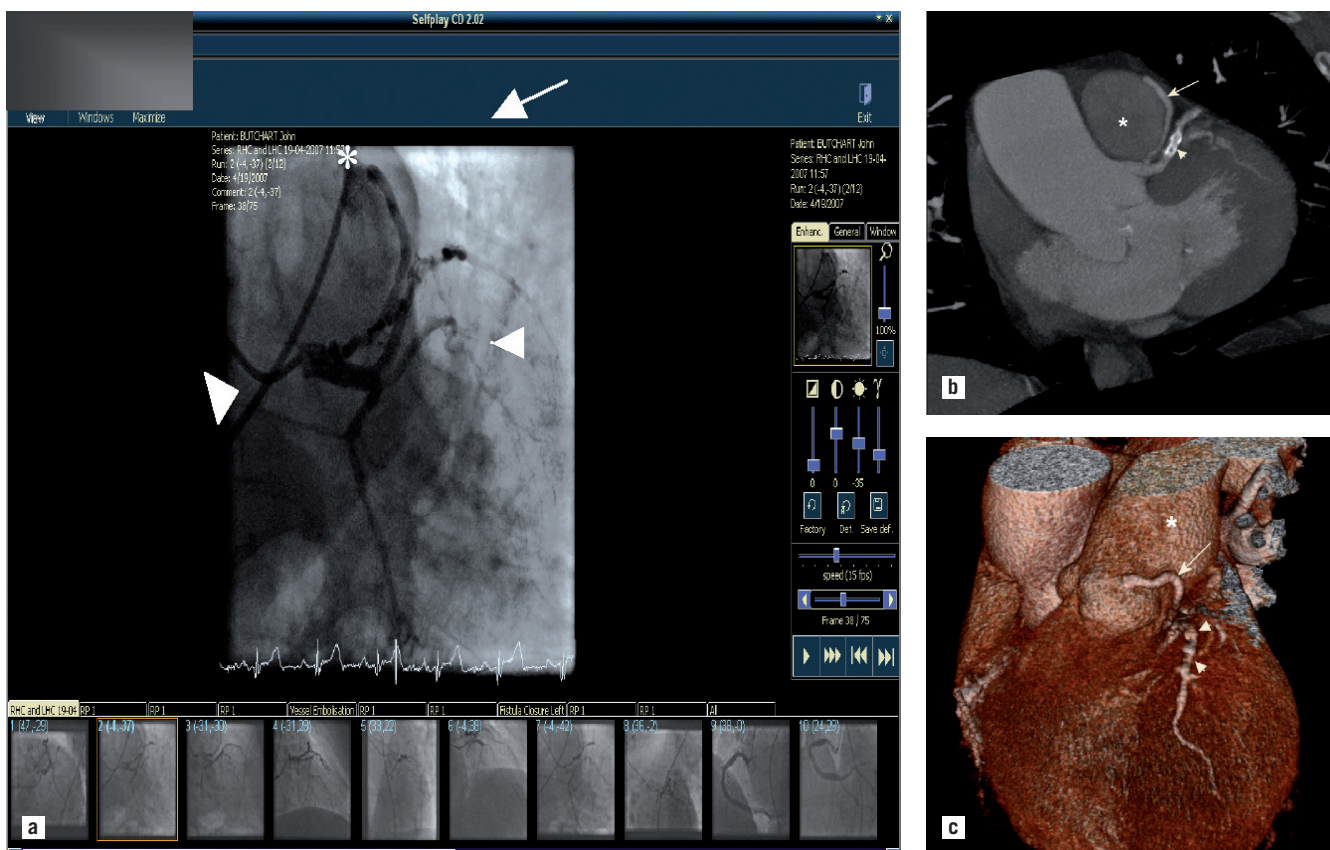 Selfplay CD 2.02
View Windows Maximize
Exit
Patient: BUTCHART John
Series: RHC and LHC 19-04-2007 11:57
Run: 2 (-4,-37) (2/12)
Date: 4/19/2007
Comment: 2 (-4,-37)
Frame: 38/75
Patient: BUTCHART John
Series: RHC and LHC 19-04-
2007 11:57
Run: 2 (-4,-37) (2/12)
Date: 4/19/2007
Enhanc. General Window
100%
0 0 -35
Factory Def. Save def.
speed (15 fps)
Frame 38 / 75
RHC and LHC 19-04 RP 1 RP 1 RP 1 Vessel Embolisation RP 1 RP 1 Fistula Closure Left RP 1 RP 1 All
1 (47,-29) 2 (-4,-37) 3 (-31,-30) 4 (-31,28) 5 (33,22) 6 (-4,38) 7 (-4,-42) 8 (36,-2) 9 (38,-0) 10 (24,29)
a
b
c